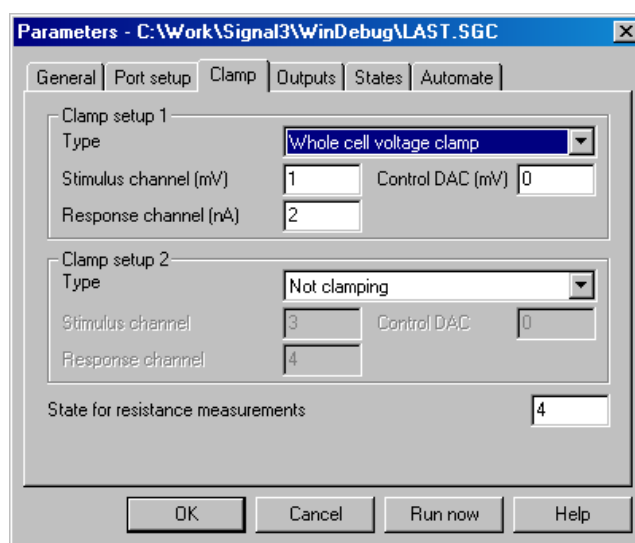 Parameters - C:\Work\Signal3\WinDebug\LAST.SGC
General Port setup Clamp Outputs States Automate
Clamp setup 1
Type Whole cell voltage clamp
Stimulus channel (mV) 1 Control DAC (mV) 0
Response channel (nA) 2
Clamp setup 2
Type Not clamping
Stimulus channel 3 Control DAC 0
Response channel 4
State for resistance measurements 4
OK Cancel Run now Help